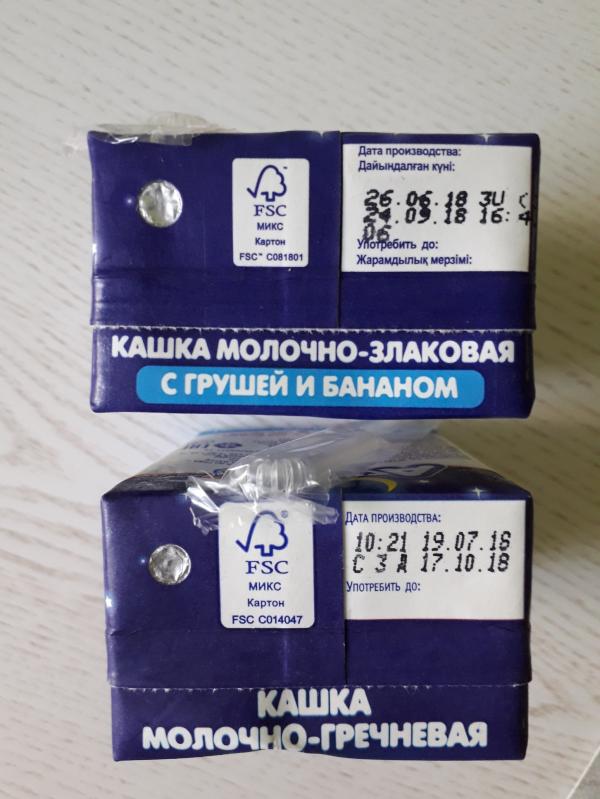 Дата производства:
Дайындалған күні:
26.06.18 3U
24.09.18 16:4
06
Употребить до:
Жарамдылық мерзімі:
FSC™
МИКС
Картон
FSC™ C081801
КАШКА МОЛОЧНО-ЗЛАКОВАЯ
С ГРУШЕЙ И БАНАНОМ
Дата производства:
10:21 19.07.18
С 3 А 17.10.18
Употребить до:
FSC®
МИКС
Картон
FSC C014047
КАШКА
МОЛОЧНО-ГРЕЧНЕВАЯ